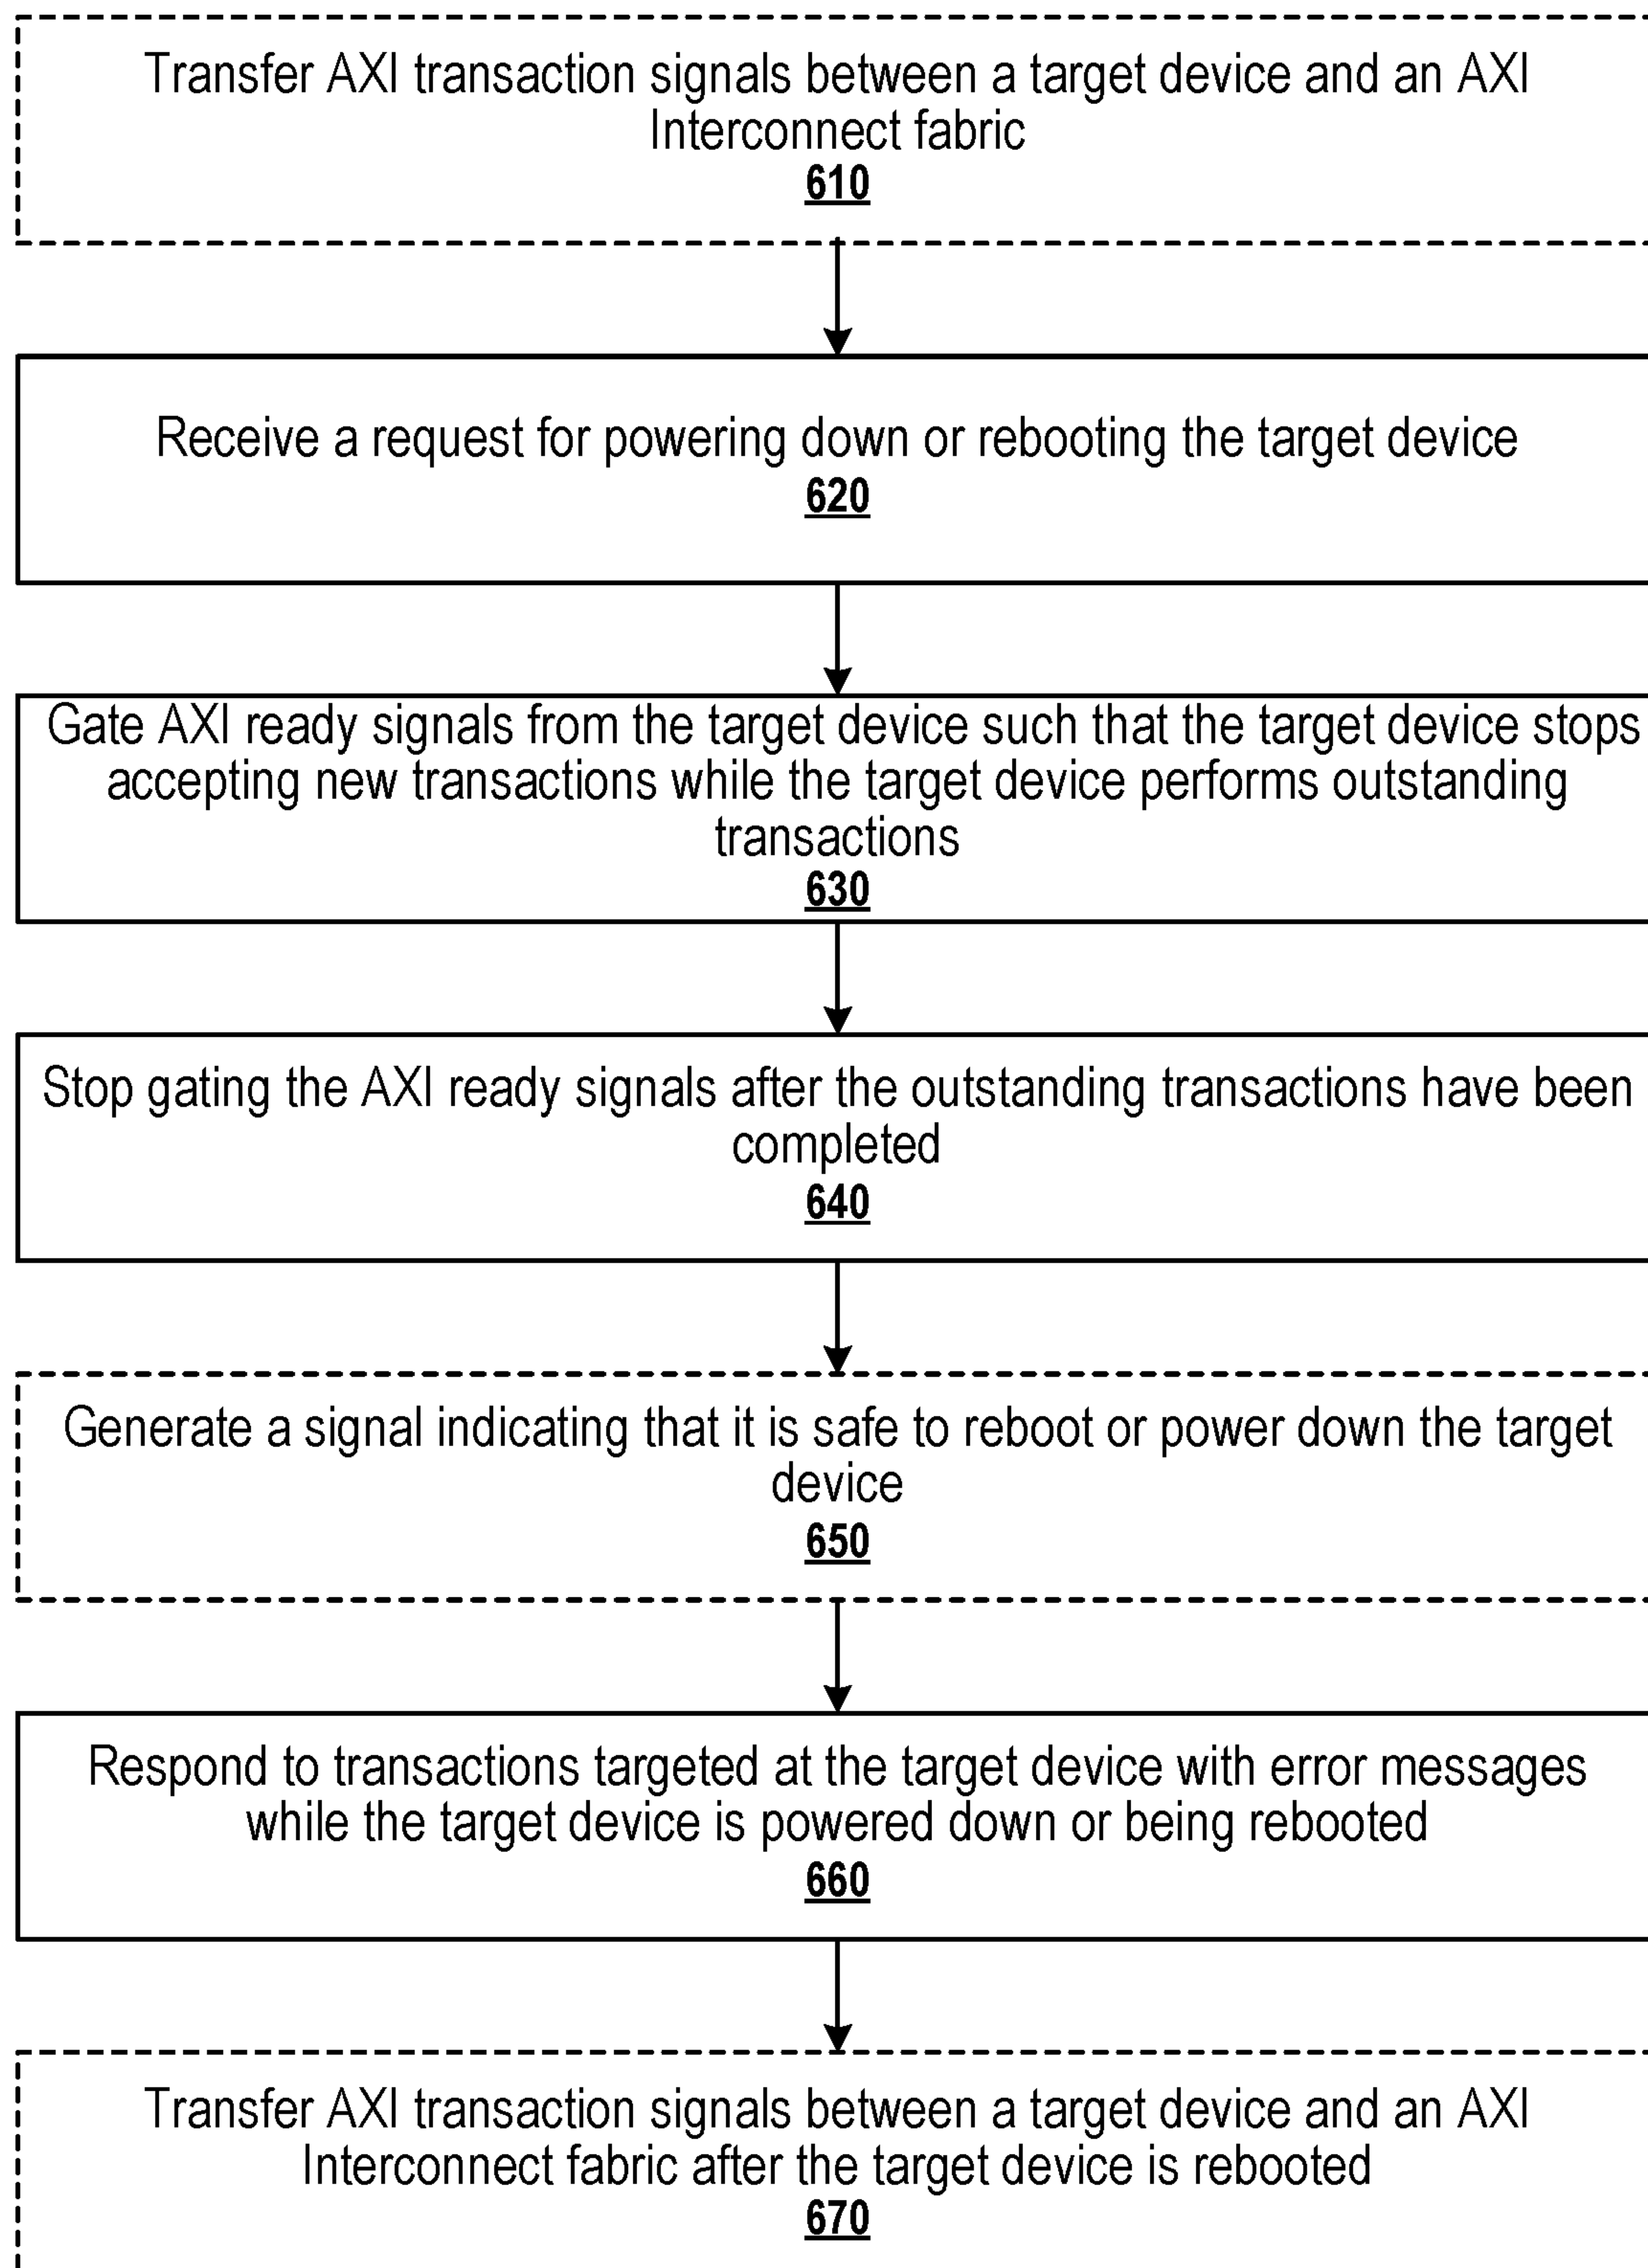 Transfer AXI transaction signals between a target device and an AXI
Interconnect fabric
610
Receive a request for powering down or rebooting the target device
620
Gate AXI ready signals from the target device such that the target device stops
accepting new transactions while the target device performs outstanding
transactions
630
Stop gating the AXI ready signals after the outstanding transactions have been
completed
640
Generate a signal indicating that it is safe to reboot or power down the target
device
650
Respond to transactions targeted at the target device with error messages
while the target device is powered down or being rebooted
660
Transfer AXI transaction signals between a target device and an AXI
Interconnect fabric after the target device is rebooted
670